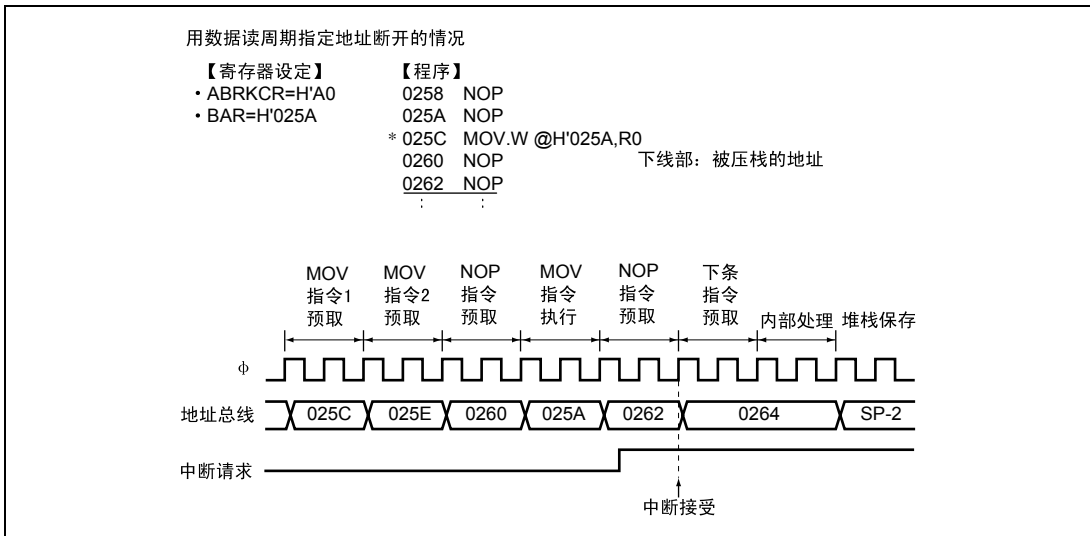 用数据读周期指定地址断开的情况
【寄存器设定】 【程序】
・ABRKCR=H'A0 0258 NOP
・BAR=H'025A 025A NOP
* 025C MOV.W @H'025A,R0
0260 NOP 下线部：被压栈的地址
0262 NOP
: :
MOV MOV NOP MOV NOP 下条
指令1 指令2 指令 指令 指令 指令
预取 预取 预取 执行 预取 预取 内部处理 堆栈保存
φ
地址总线 025C 025E 0260 025A 0262 0264 SP-2
中断请求
中断接受